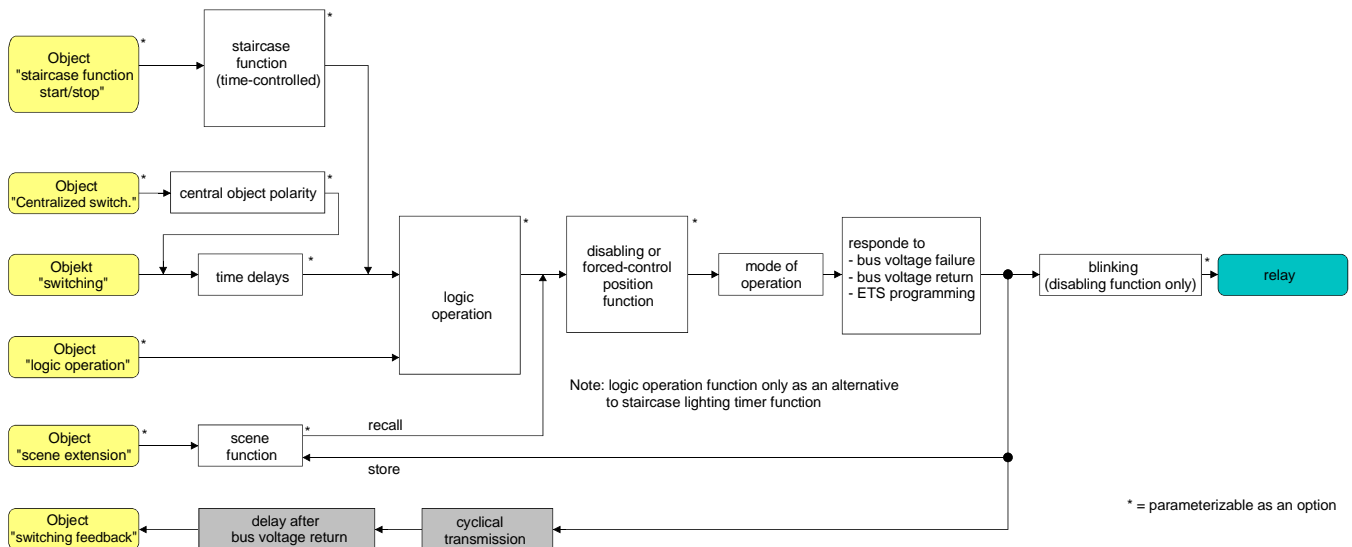 *
*
Object
"staircase function
start/stop"
staircase
function
(time-controlled)
*
*
Object
"Centralized switch."
central object polarity
*
*
*
Objekt
"switching"
time delays
logic
operation
disabling or
forced-control
position
function
mode of
operation
responde to
- bus voltage failure
- bus voltage return
- ETS programming
blinking
(disabling function only)
*
relay
*
Object
"logic operation"
Note: logic operation function only as an alternative
to staircase lighting timer function
*
Object
"scene extension"
scene
function
*
recall
store
Object
"switching feedback"
delay after
bus voltage return
cyclical
transmission
* = parameterizable as an option